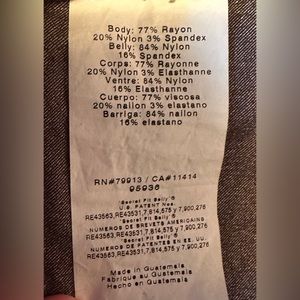 Body: 77% Rayon
20% Nylon 3% Spandex
Belly: 84% Nylon
16% Spandex
Corps: 77% Rayonne
20% Nylon 3% Elasthanne
Ventre: 84% Nylon
16% Elasthanne
Cuerpo: 77% viscosa
20% nailon 3% elastano
Barriga: 84% nailon
16% elastano
RN#79913 / CA#11414
95936
"Secret Fit Belly"®
U.S. PATENT Nos.
RE43563,RE43531,7,814,575 y 7,900,276
"Secret Fit Belly"®
NUMEROS DE BREVETS AMERICAINS
RE43563,RE43531,7,814,575 y 7,900,276
"Secret Fit Belly"®
NUMEROS DE PATENTES EN EE. UU.
RE43563,RE43531,7,814,575 y 7,900,276
Made in Guatemala
Fabrique au Guatemala
Hecho en Guatemala